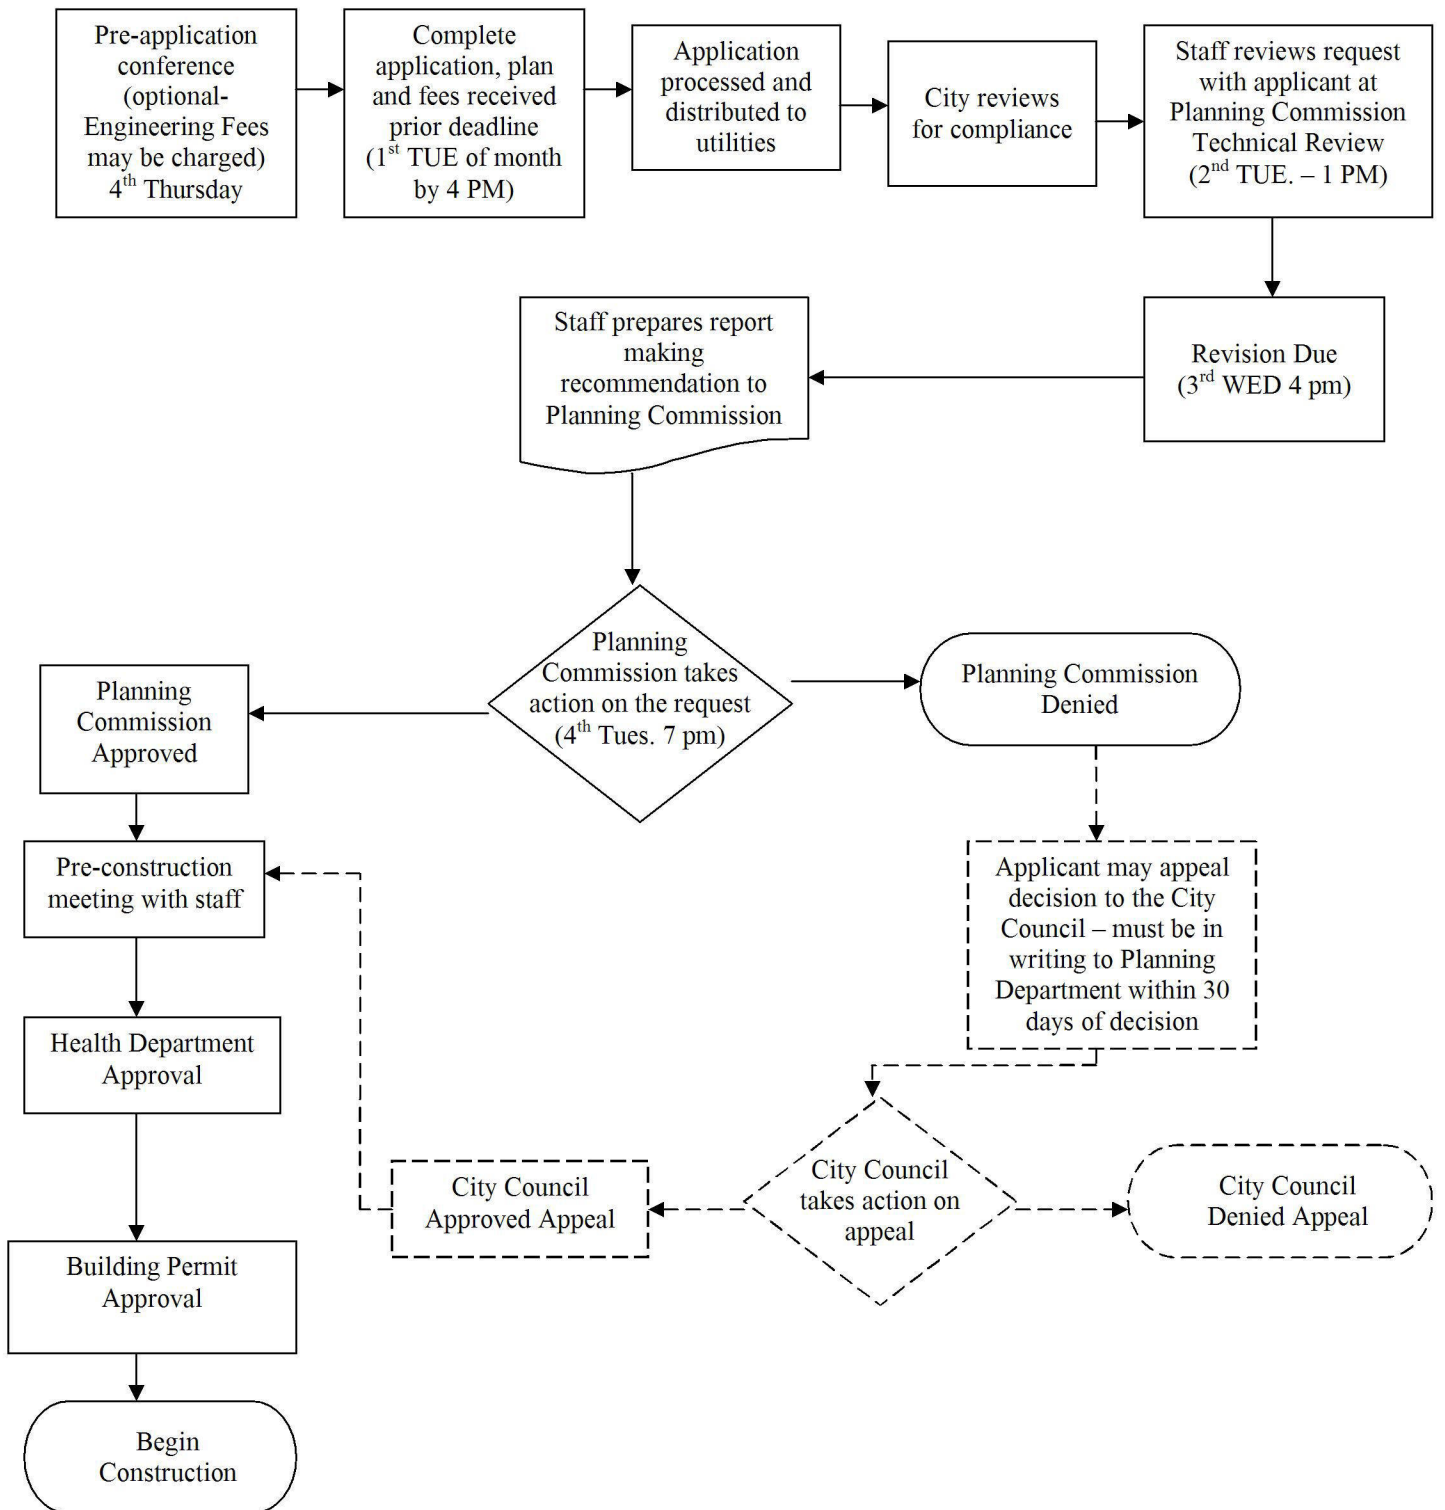 Pre-application
conference
(optional-
Engineering Fees
may be charged)
4th Thursday
Complete
application, plan
and fees received
prior deadline
(1st TUE of month
by 4 PM)
Application
processed and
distributed to
utilities
City reviews
for compliance
Staff reviews request
with applicant at
Planning Commission
Technical Review
(2nd TUE. – 1 PM)
Revision Due
(3rd WED 4 pm)
Staff prepares report
making
recommendation to
Planning Commission
Planning
Commission takes
action on the request
(4th Tues. 7 pm)
Planning Commission
Denied
Planning
Commission
Approved
Pre-construction
meeting with staff
Applicant may appeal
decision to the City
Council – must be in
writing to Planning
Department within 30
days of decision
Health Department
Approval
City Council
takes action on
appeal
City Council
Approved Appeal
City Council
Denied Appeal
Building Permit
Approval
Begin
Construction